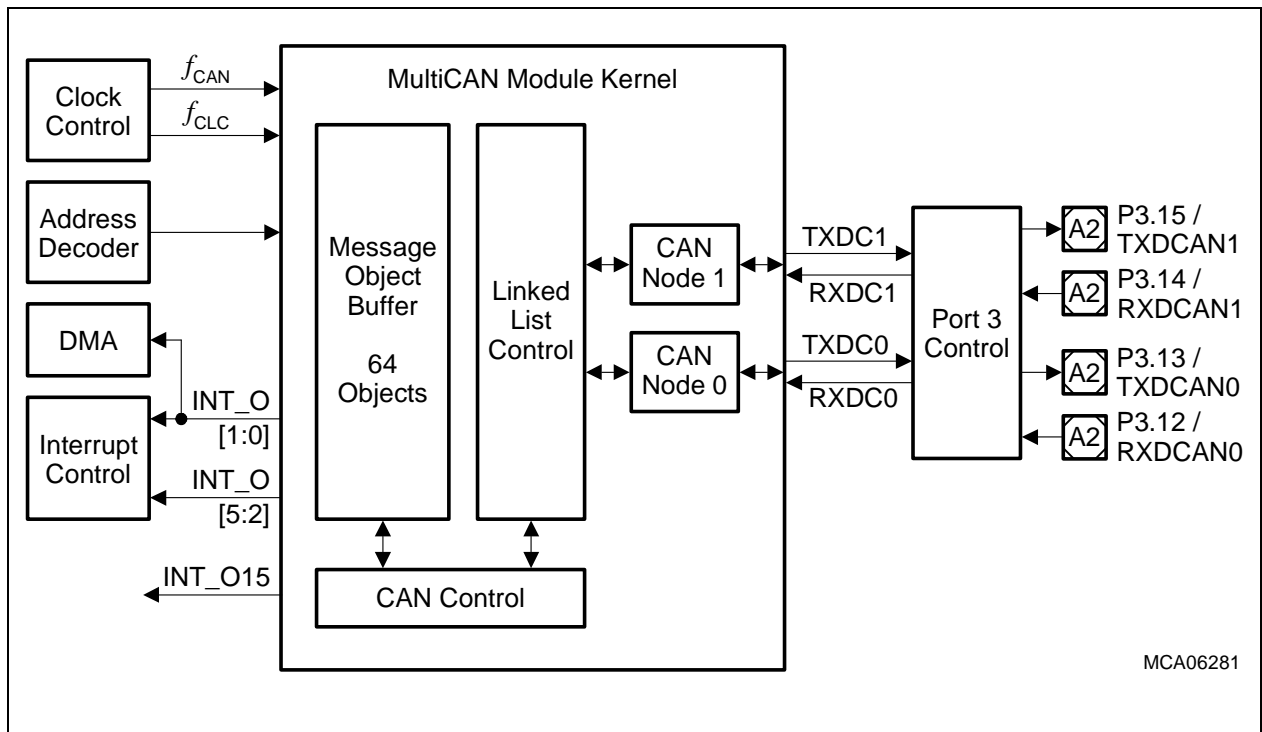 MultiCAN Module Kernel
Clock
Control
fCAN
fCLC
Address
Decoder
DMA
Interrupt
Control
INT_O
[1:0]
INT_O
[5:2]
INT_O15
Message
Object
Buffer
64
Objects
Linked
List
Control
CAN Control
CAN
Node 1
CAN
Node 0
TXDC1
RXDC1
TXDC0
RXDC0
Port 3
Control
A2
P3.15 /
TXDCAN1
A2
P3.14 /
RXDCAN1
A2
P3.13 /
TXDCAN0
A2
P3.12 /
RXDCAN0
MCA06281